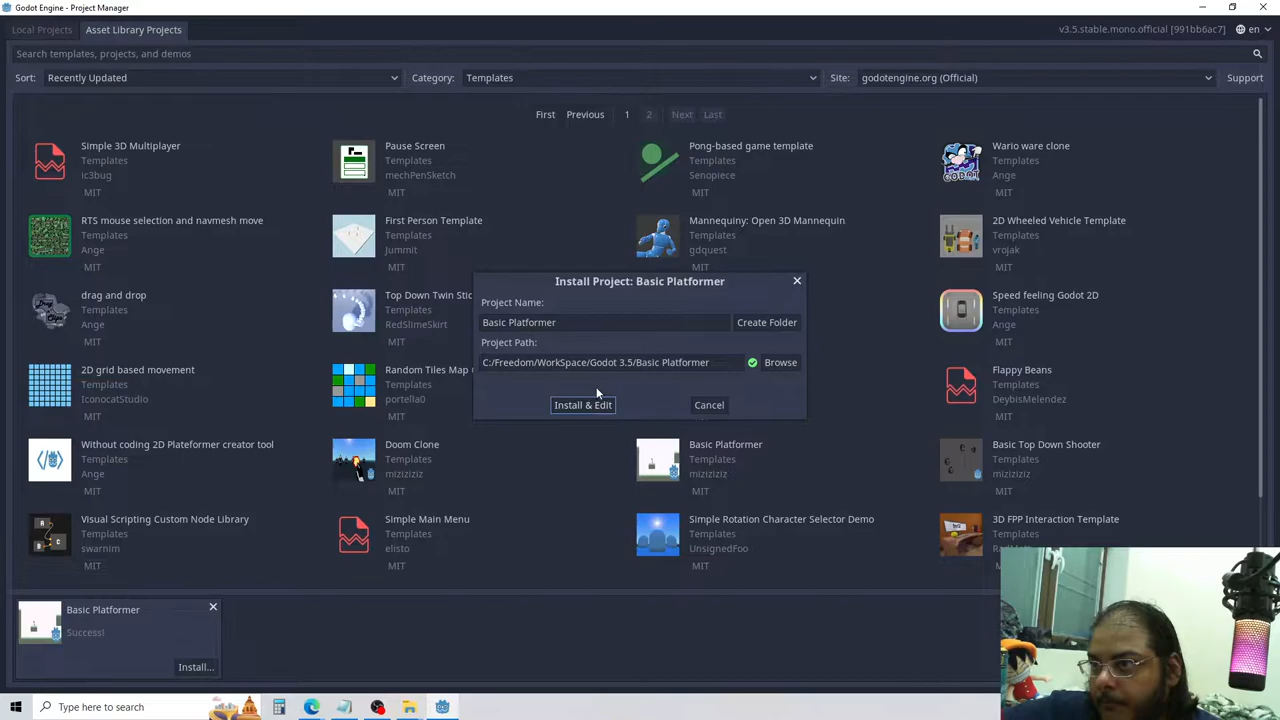 Godot Engine - Project Manager
Local Projects
Asset Library Projects
v3.5.stable.mono.official [991bb6ac7]
en
Search templates, projects, and demos
Sort:
Recently Updated
Category:
Templates
Site:
godotengine.org (Official)
Support
First
Previous
1
2
Next
Last
Simple 3D Multiplayer
Templates
ic3bug
MIT
Pause Screen
Templates
mechPenSketch
MIT
Pong-based game template
Templates
Senopiece
MIT
Wario ware clone
Templates
Ange
MIT
RTS mouse selection and navmesh move
Templates
Ange
MIT
First Person Template
Templates
Jummit
MIT
Mannequiny: Open 3D Mannequin
Templates
gdquest
2D Wheeled Vehicle Template
Templates
vrojak
MIT
drag and drop
Templates
Ange
MIT
Top Down Twin Stic
Templates
RedSlimeSkirt
MIT
Speed feeling Godot 2D
Templates
Ange
MIT
Install Project: Basic Platformer
Project Name:
Basic Platformer
Create Folder
Project Path:
C:/Freedom/WorkSpace/Godot 3.5/Basic Platformer
Browse
Install & Edit
Cancel
2D grid based movement
Templates
IconocatStudio
MIT
Random Tiles Map
Templates
portella0
MIT
Flappy Beans
Templates
DeybisMelendez
MIT
Without coding 2D Plateformer creator tool
Templates
Ange
MIT
Doom Clone
Templates
miziziziz
MIT
Basic Platformer
Templates
miziziziz
MIT
Basic Top Down Shooter
Templates
miziziziz
MIT
Visual Scripting Custom Node Library
Templates
swarnim
MIT
Simple Main Menu
Templates
elisto
MIT
Simple Rotation Character Selector Demo
Templates
UnsignedFoo
MIT
3D FPP Interaction Template
Templates
MIT
Basic Platformer
Success!
Install...
Type here to search